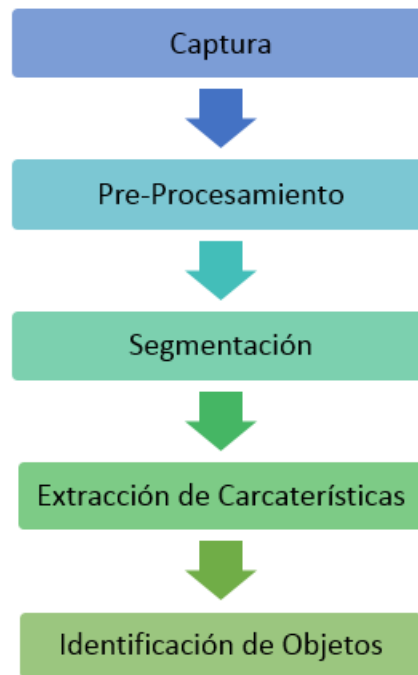 Captura
Pre-Procesamiento
Segmentación
Extracción de Carcaterísticas
Identificación de Objetos